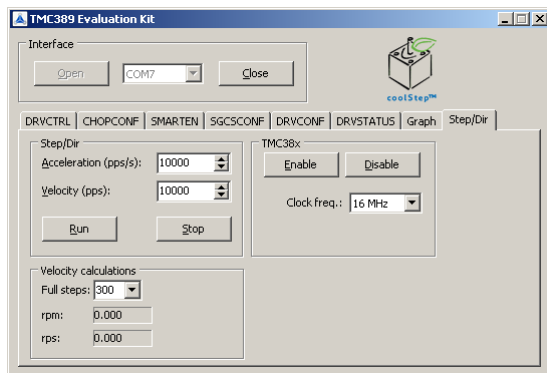 TMC389 Evaluation Kit
Interface
Open COM7 Close
coolStep™
DRVCTRL CHOPCONF SMARTEN SGCSCONF DRVCONF DRVSTATUS Graph Step/Dir
Step/Dir
Acceleration (pps/s): 10000
Velocity (pps): 10000
Run Stop
TMC38x
Enable Disable
Clock freq.: 16 MHz
Velocity calculations
Full steps: 300
rpm: 0.000
rps: 0.000